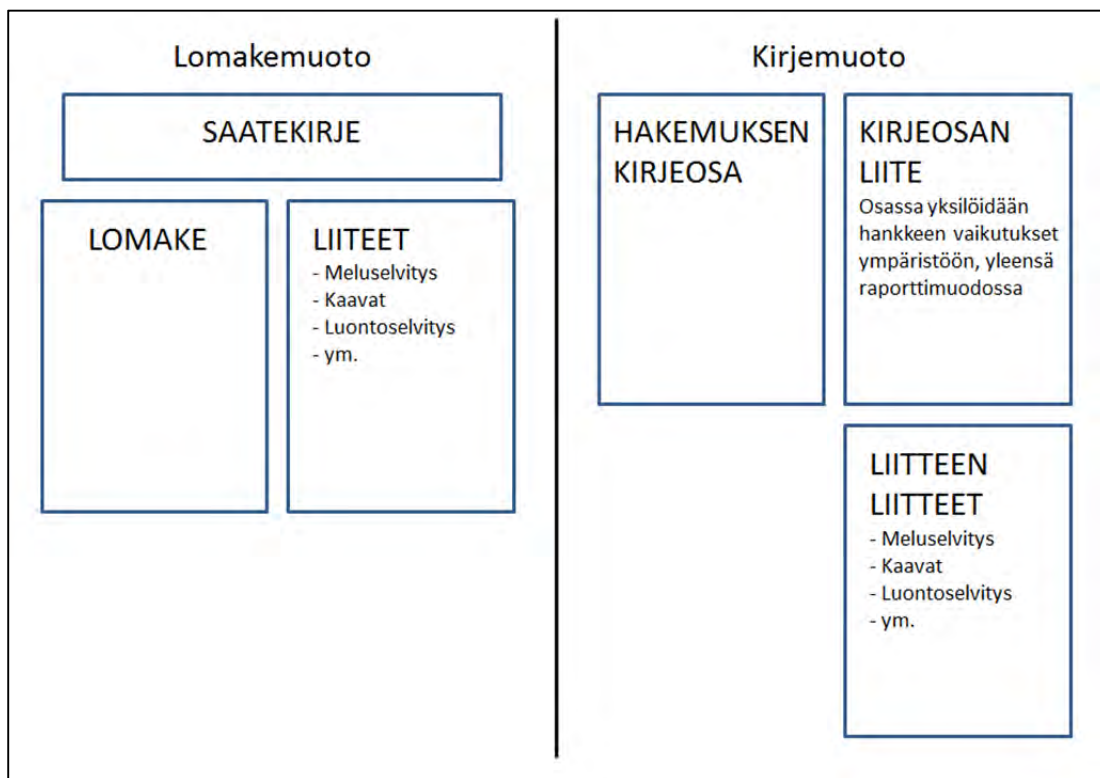 Lomakemuoto
SAATEKIRJE
LOMAKE
LIITEET
- Meluselvitys
- Kaavat
- Luontoselvitys
- ym.
Kirjemuoto
HAKEMUKSEN
KIRJEOSA
KIRJEOSAN
LIITE
Osassa yksilöidään
hankkeen vaikutukset
ympäristöön, yleensä
raporttimuodossa
LIITTEEN
LIITTEET
- Meluselvitys
- Kaavat
- Luontoselvitys
- ym.